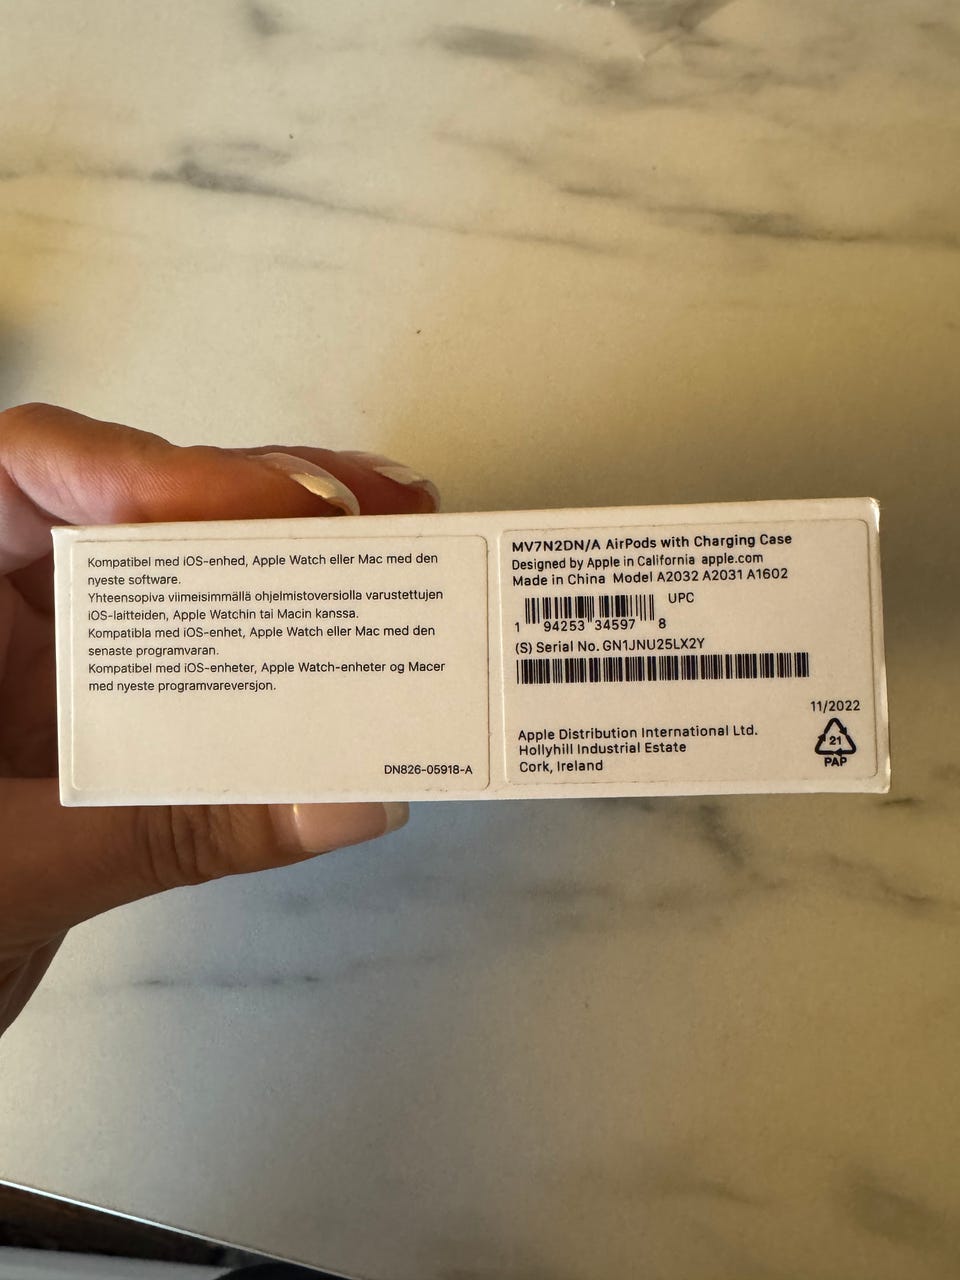 Kompatibel med iOS-enhed, Apple Watch eller Mac med den
nyeste software.
Yhteensopiva viimeisimmällä ohjelmistoversiolla varustettujen
iOS-laitteiden, Apple Watchin tai Macin kanssa.
Kompatibla med iOS-enhet, Apple Watch eller Mac med den
senaste programvaran.
Kompatibel med iOS-enheter, Apple Watch-enheter og Macer
med nyeste programvareversjon.
DN826-05918-A
MV7N2DN/A AirPods with Charging Case
Designed by Apple in California apple.com
Made in China Model A2032 A2031 A1602
UPC
1 94253 34597 8
(S) Serial No. GN1JNU25LX2Y
11/2022
Apple Distribution International Ltd.
Hollyhill Industrial Estate
Cork, Ireland
21
PAP